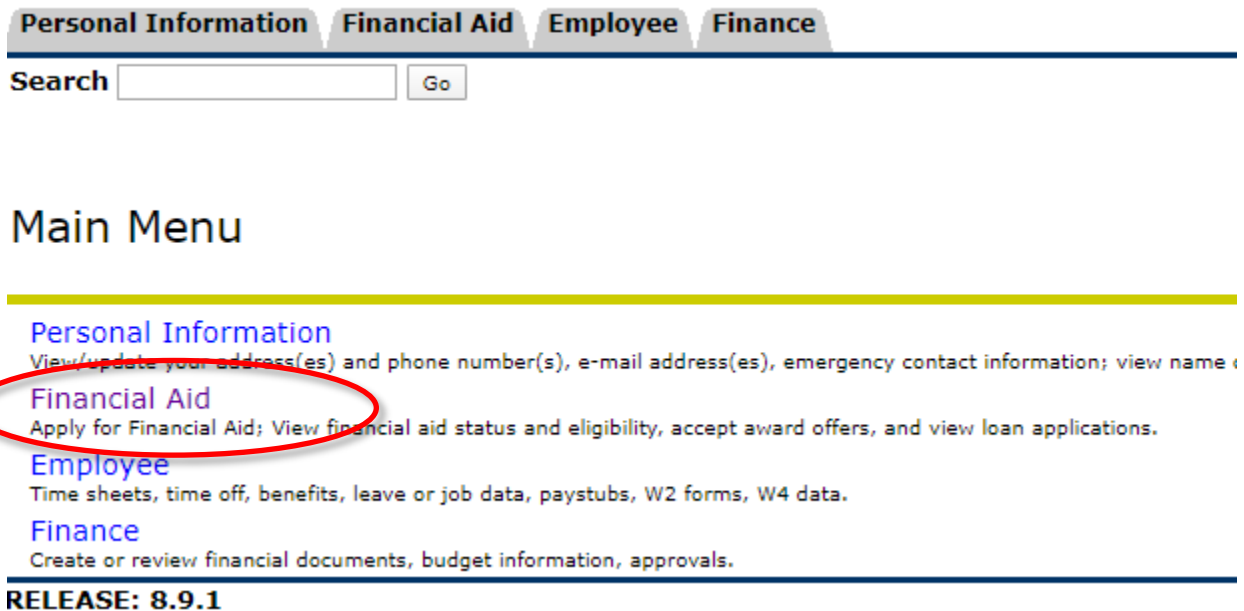 Personal Information Financial Aid Employee Finance
Search Go
Main Menu
Personal Information
View/update your address(es) and phone number(s), e-mail address(es), emergency contact information; view name
Financial Aid
Apply for Financial Aid; View financial aid status and eligibility, accept award offers, and view loan applications.
Employee
Time sheets, time off, benefits, leave or job data, paystubs, W2 forms, W4 data.
Finance
Create or review financial documents, budget information, approvals.
RELEASE: 8.9.1